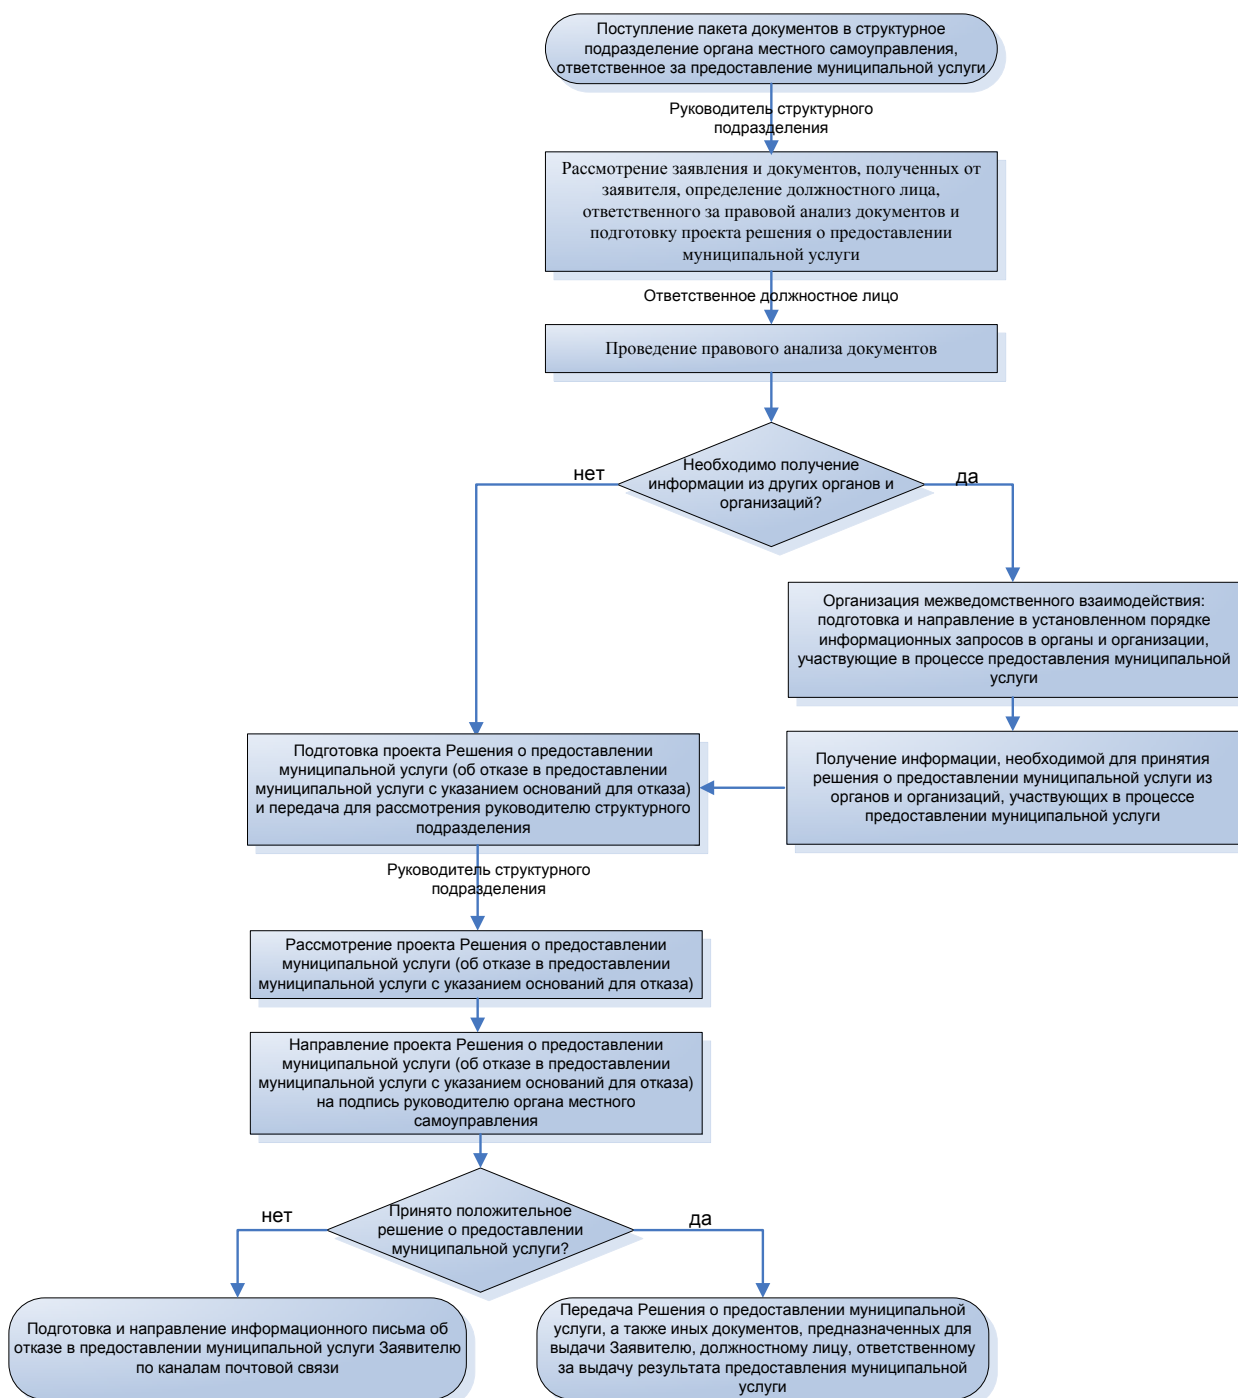 Поступление пакета документов в структурное
подразделение органа местного самоуправления,
ответственное за предоставление муниципальной услуги
Руководитель структурного
подразделения
Рассмотрение заявления и документов, полученных от
заявителя, определение должностного лица,
ответственного за правовой анализ документов и
подготовку проекта решения о предоставлении
муниципальной услуги
Ответственное должностное лицо
Проведение правового анализа документов
Необходимо получение
информации из других органов и
организаций?
нет
да
Организация межведомственного взаимодействия:
подготовка и направление в установленном порядке
информационных запросов в органы и организации,
участвующие в процессе предоставления муниципальной
услуги
Получение информации, необходимой для принятия
решения о предоставлении муниципальной услуги из
органов и организаций, участвующих в процессе
предоставлении муниципальной услуги
Подготовка проекта Решения о предоставлении
муниципальной услуги (об отказе в предоставлении
муниципальной услуги с указанием оснований для отказа)
и передача для рассмотрения руководителю структурного
подразделения
Руководитель структурного
подразделения
Рассмотрение проекта Решения о предоставлении
муниципальной услуги (об отказе в предоставлении
муниципальной услуги с указанием оснований для отказа)
Направление проекта Решения о предоставлении
муниципальной услуги (об отказе в предоставлении
муниципальной услуги с указанием оснований для отказа)
на подпись руководителю органа местного
самоуправления
Принято положительное
решение о предоставлении
муниципальной услуги?
нет
да
Подготовка и направление информационного письма об
отказе в предоставлении муниципальной услуги Заявителю
по каналам почтовой связи
Передача Решения о предоставлении муниципальной
услуги, а также иных документов, предназначенных для
выдачи Заявителю, должностному лицу, ответственному
за выдачу результата предоставления муниципальной
услуги